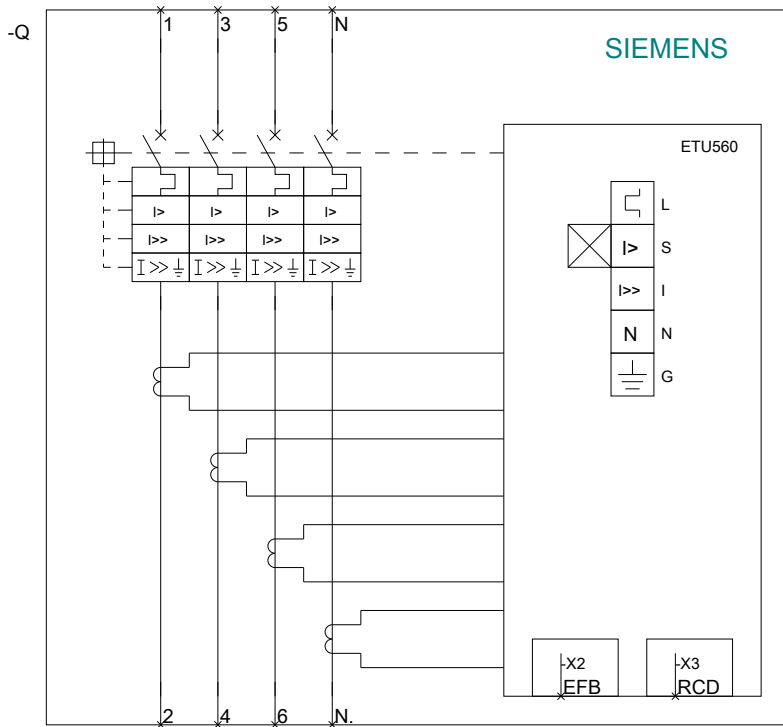 -Q
1 3 5 N
SIEMENS
ETU560
L
I> I> I> I> I> S
I>> I>> I>> I>> I>> I
I>> I>> I>> I>> N N
G
-X2 -X3
EFB RCD
2 4 6 N.